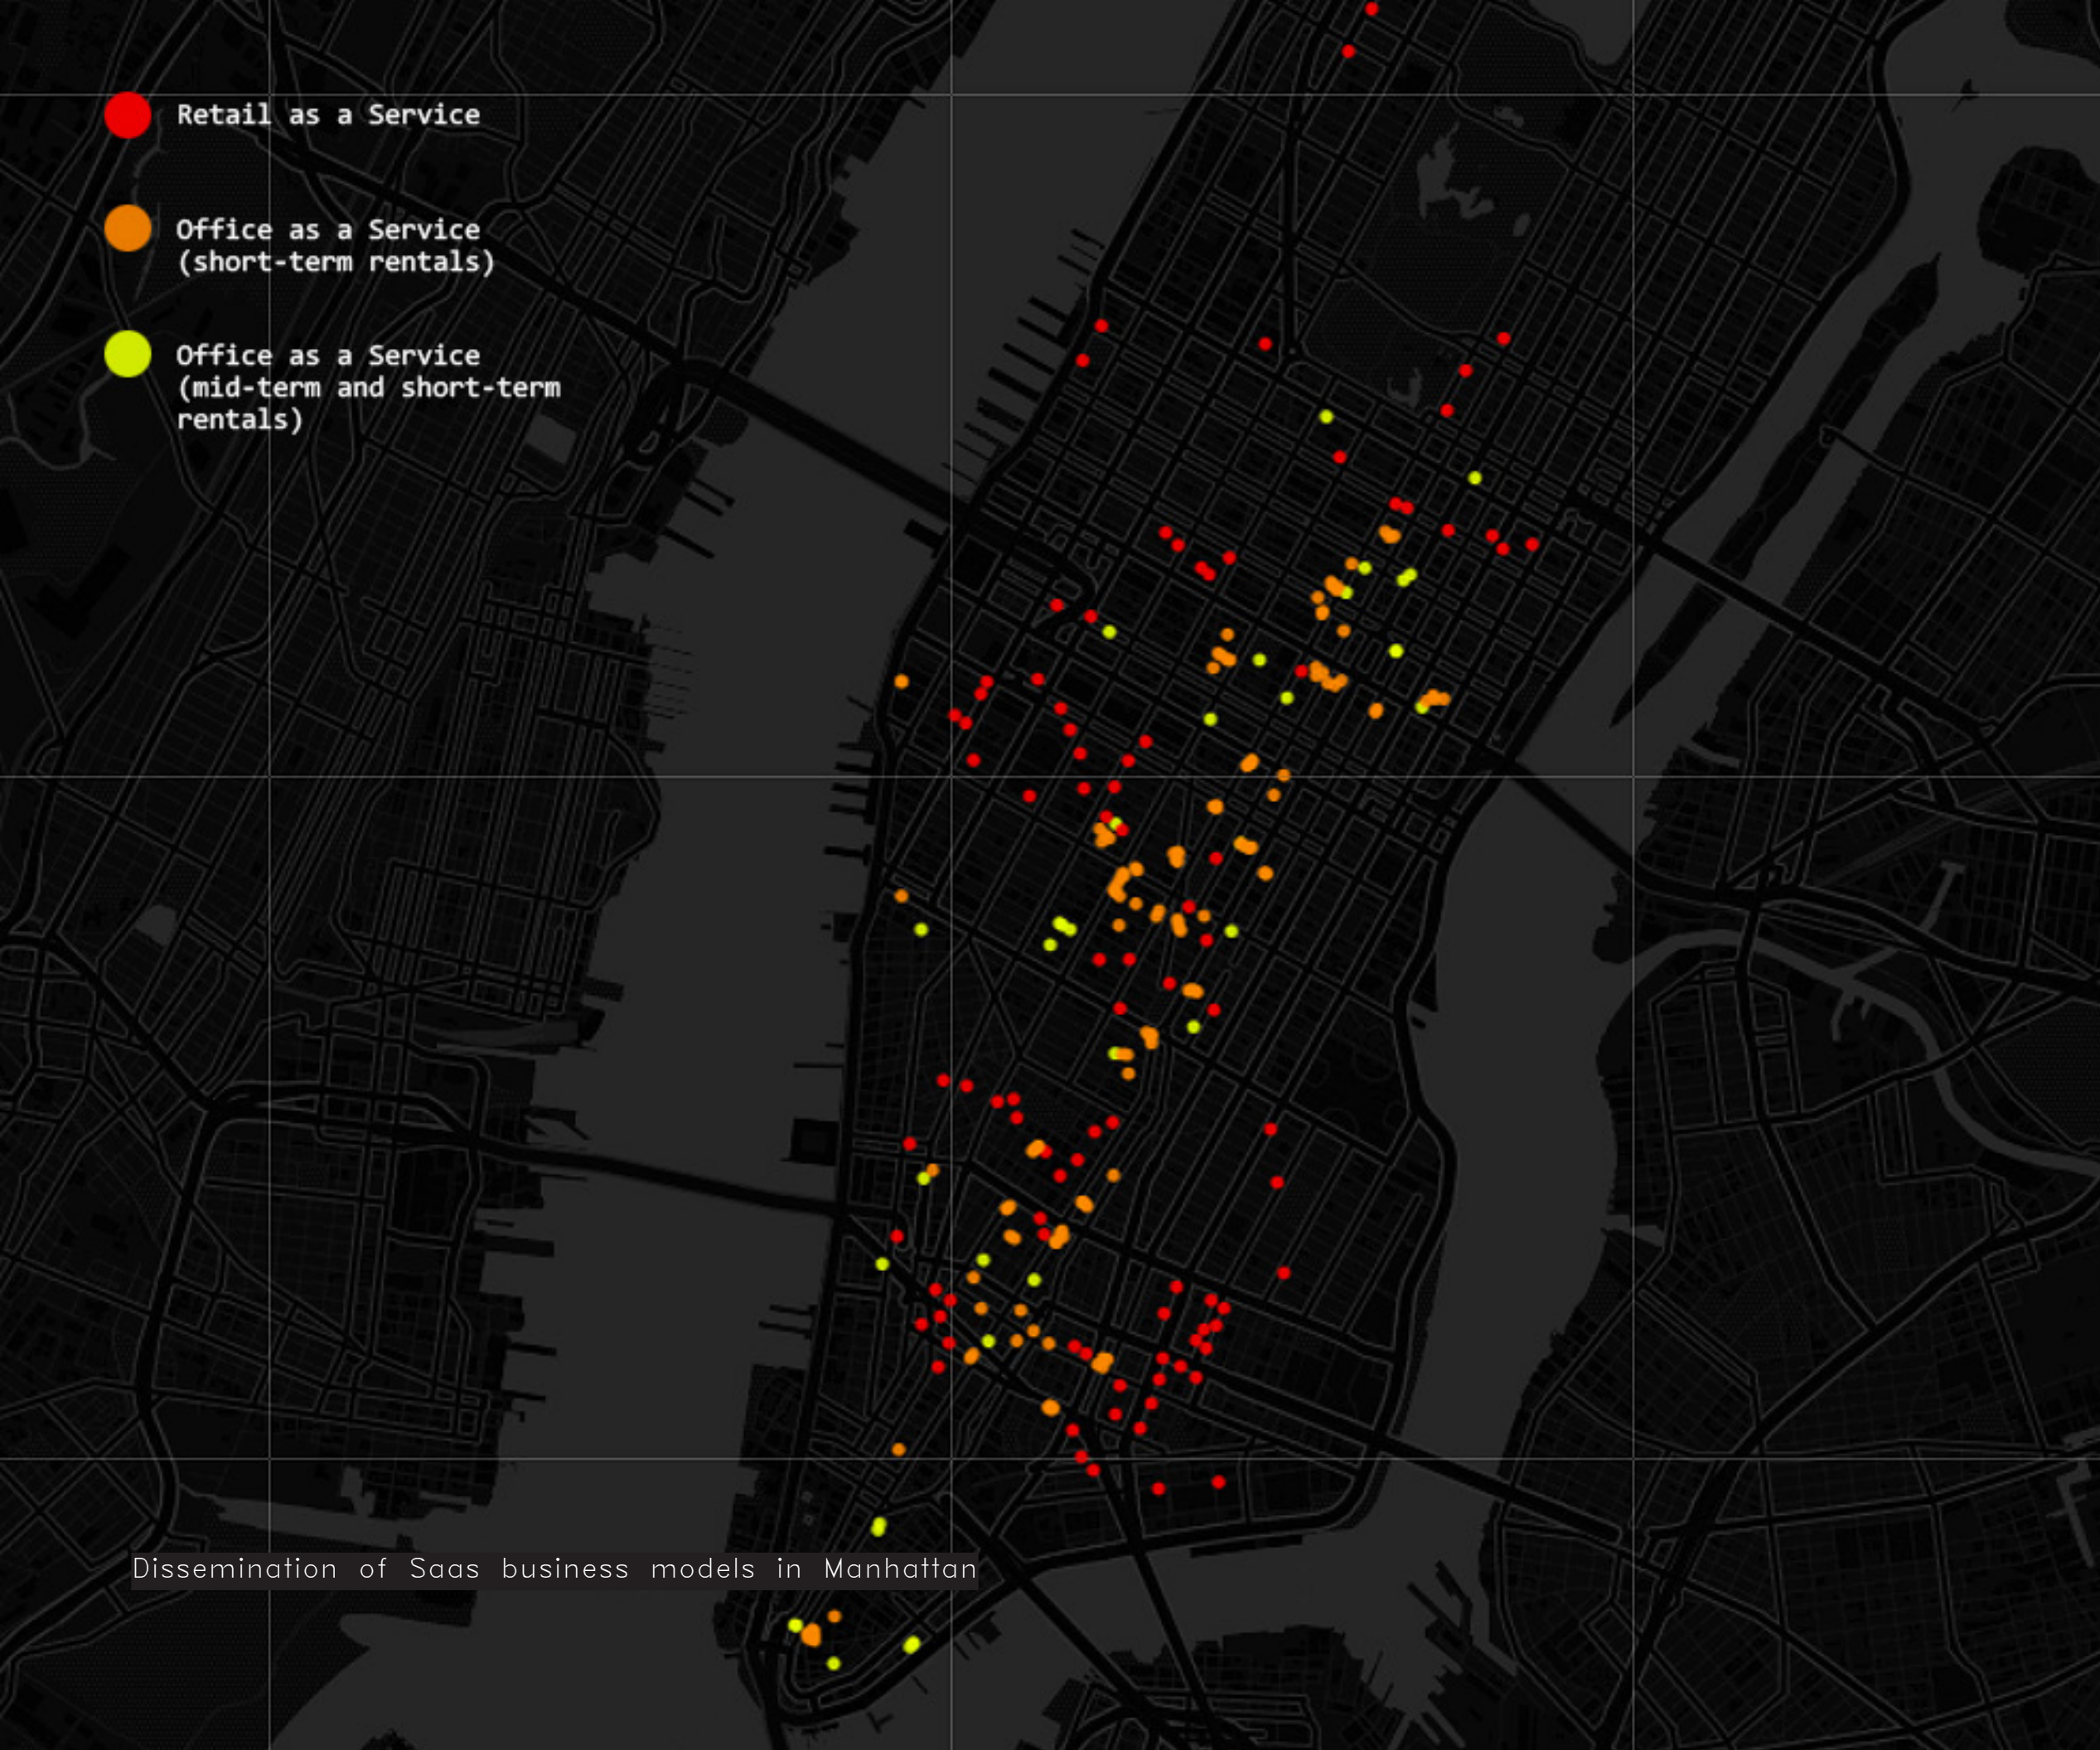 Retail as a Service
Office as a Service
(short-term rentals)
Office as a Service
(mid-term and short-term
rentals)
Dissemination of Saas business models in Manhattan